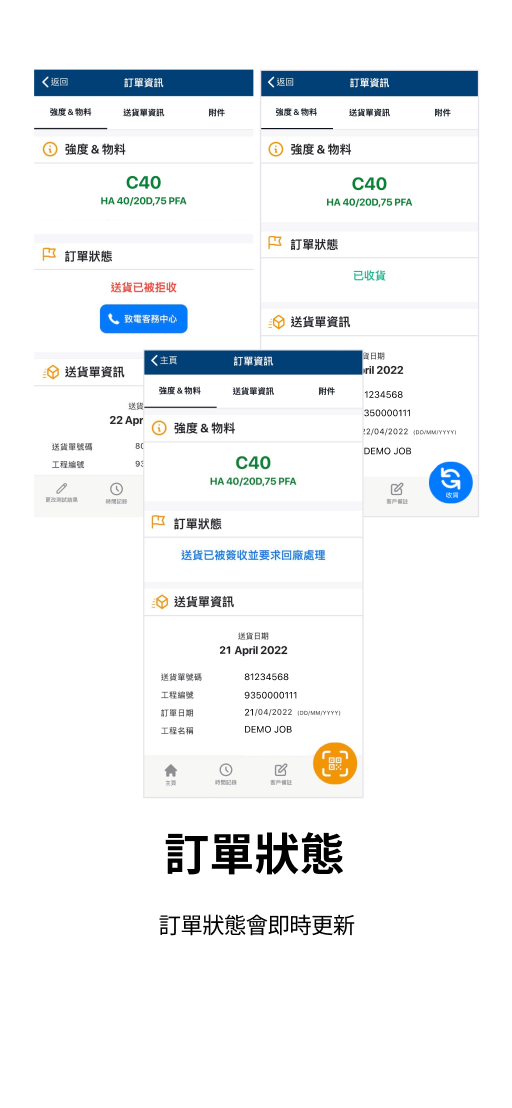 返回
訂單資訊
強度 & 物料
送貨單資訊
附件
強度 & 物料
C40
HA 40/20D,75 PFA
訂單狀態
送貨已被拒收
致電客務中心
送貨單資訊
22 Apr
送貨單號碼
工程編號
更改測試結果
時間記錄
返回
訂單資訊
強度 & 物料
送貨單資訊
附件
強度 & 物料
C40
HA 40/20D,75 PFA
訂單狀態
已收貨
送貨單資訊
貨日期
ril 2022
1234568
350000111
22/04/2022 (DD/MM/YYYY)
DEMO JOB
客戶備註
收貨
主頁
訂單資訊
強度 & 物料
送貨單資訊
附件
強度 & 物料
C40
HA 40/20D,75 PFA
訂單狀態
送貨已被簽收並要求回廠處理
送貨單資訊
送貨日期
21 April 2022
送貨單號碼 81234568
工程編號 9350000111
訂單日期 21/04/2022 (DD/MM/YYYY)
工程名稱 DEMO JOB
主頁
時間記錄
客戶備註
訂單狀態
訂單狀態會即時更新